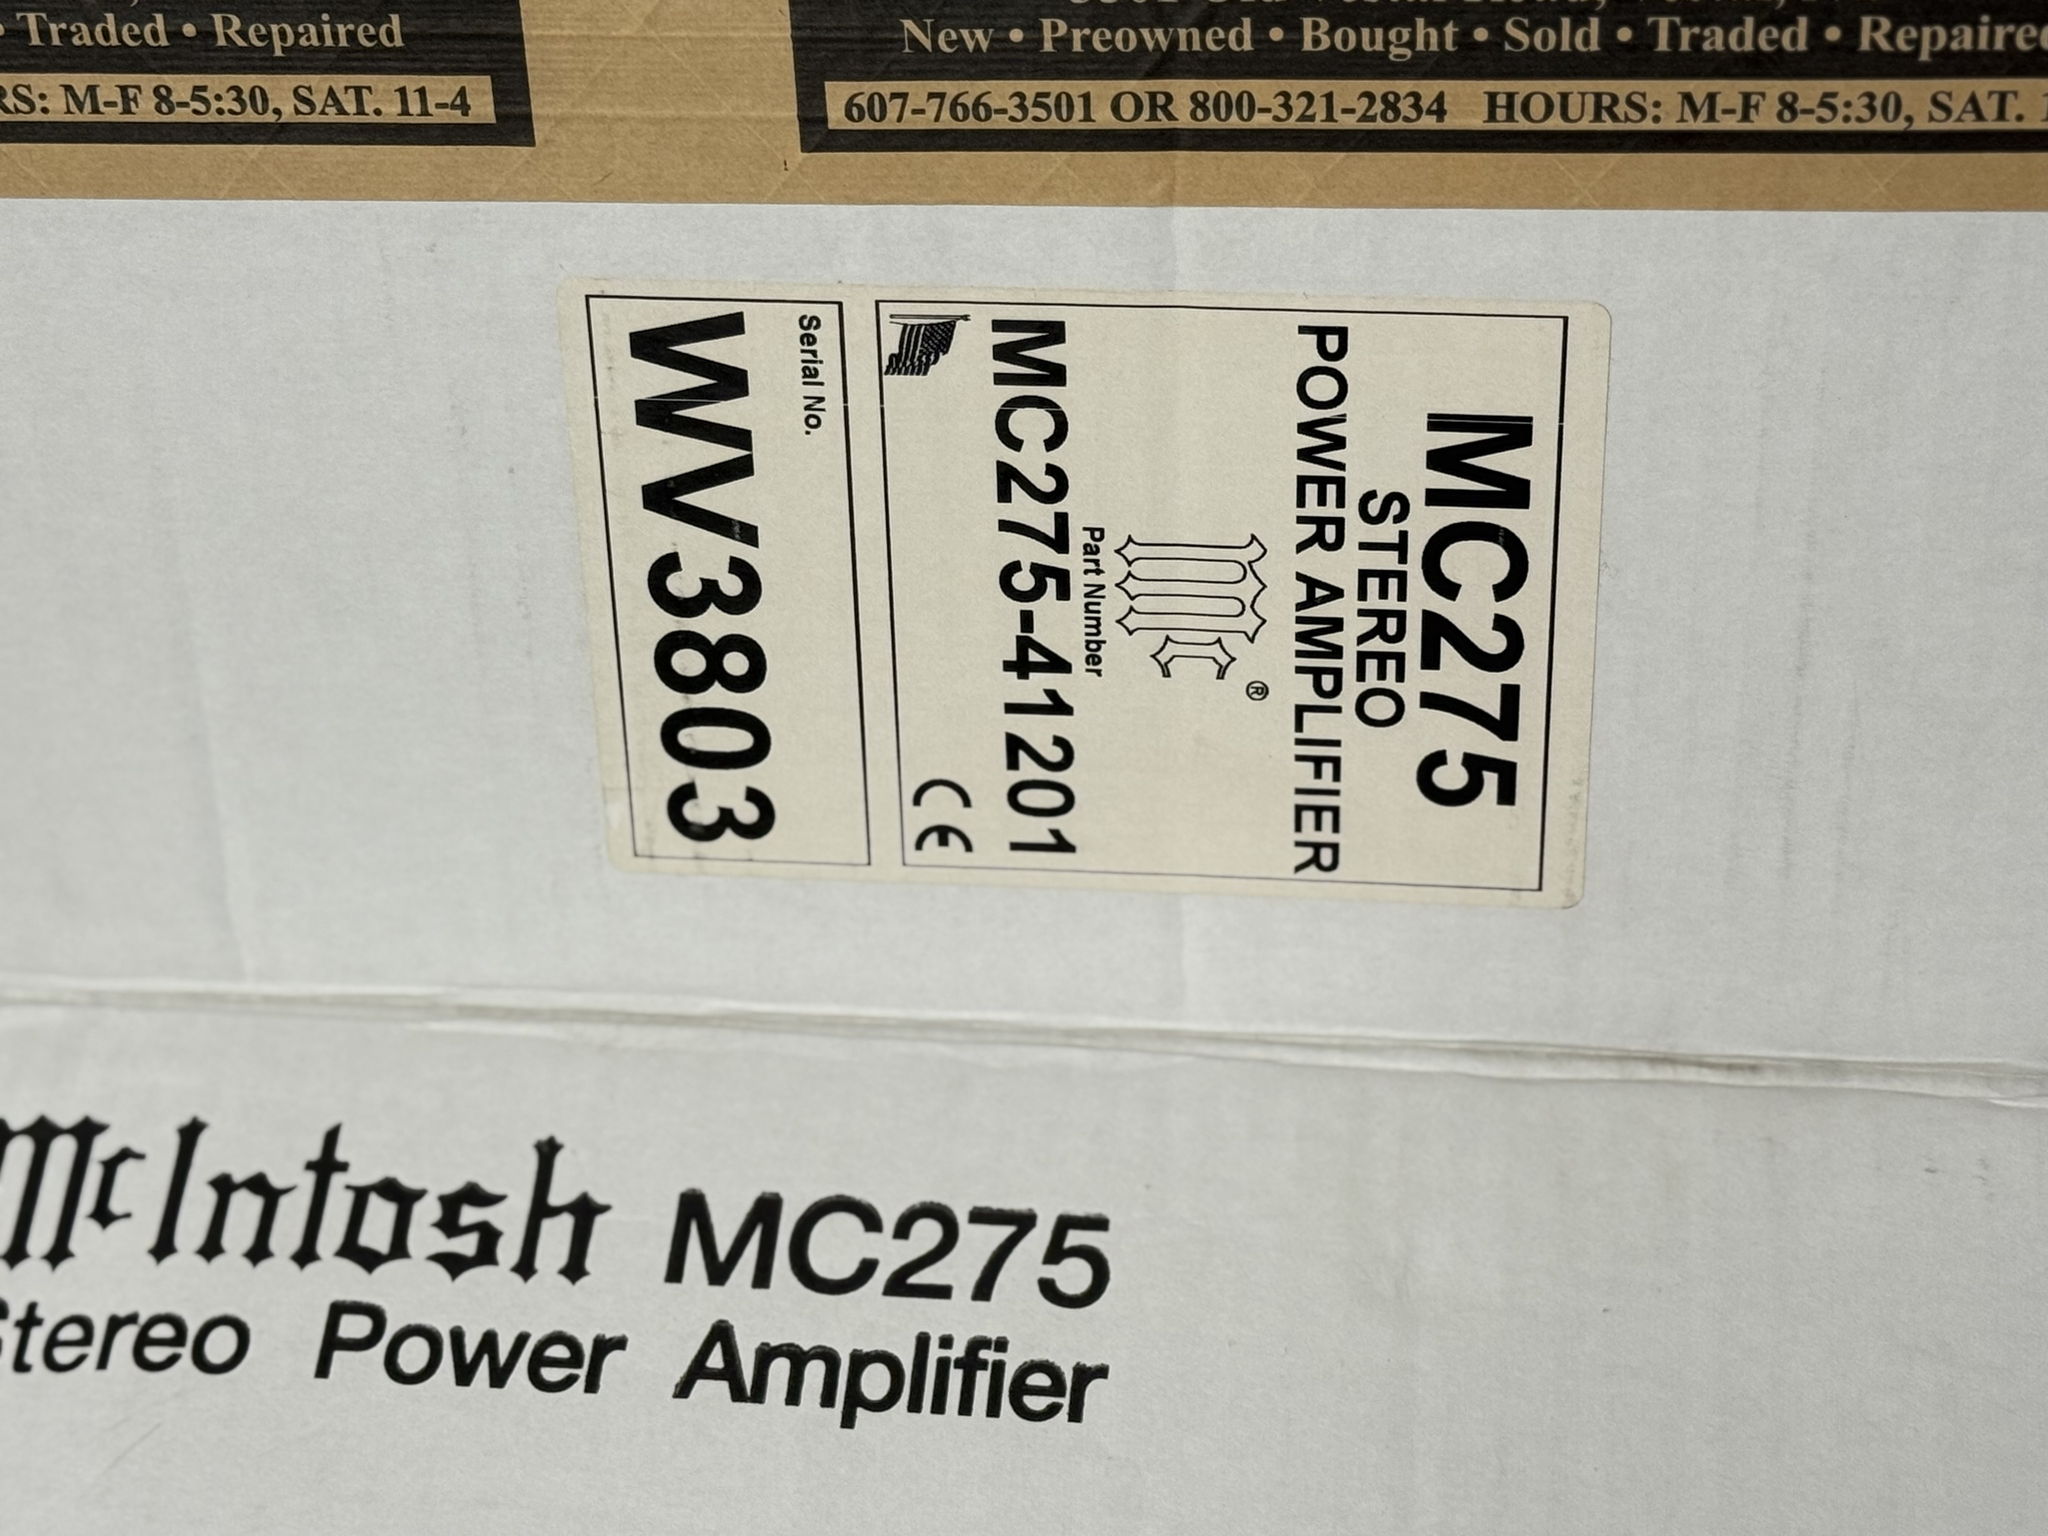 • Traded • Repaired
RS: M-F 8-5:30, SAT. 11-4
New • Preowned • Bought • Sold • Traded • Repaired
607-766-3501 OR 800-321-2834 HOURS: M-F 8-5:30, SAT.
MC275
STEREO
POWER AMPLIFIER
mc®
Part Number
MC275-41201
CE
Serial No.
WV3803
McIntosh MC275
Stereo Power Amplifier